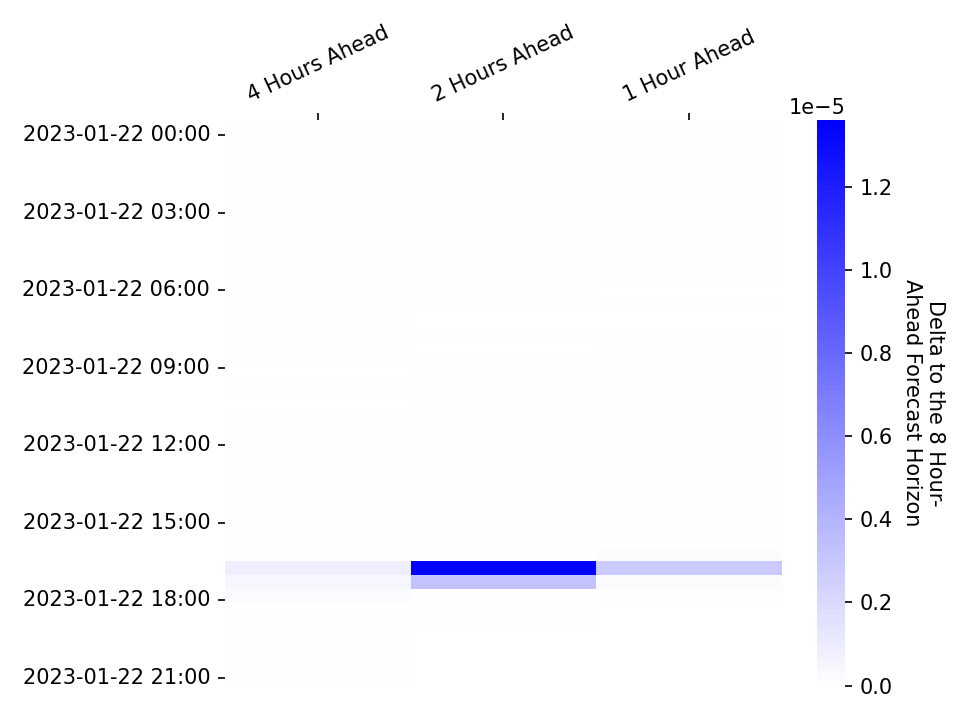 4 Hours Ahead
2 Hours Ahead
1 Hour Ahead
1e−5
2023-01-22 00:00
2023-01-22 03:00
2023-01-22 06:00
2023-01-22 09:00
2023-01-22 12:00
2023-01-22 15:00
2023-01-22 18:00
2023-01-22 21:00
1.2
1.0
0.8
0.6
0.4
0.2
0.0
Delta to the 8 Hour-
Ahead Forecast Horizon